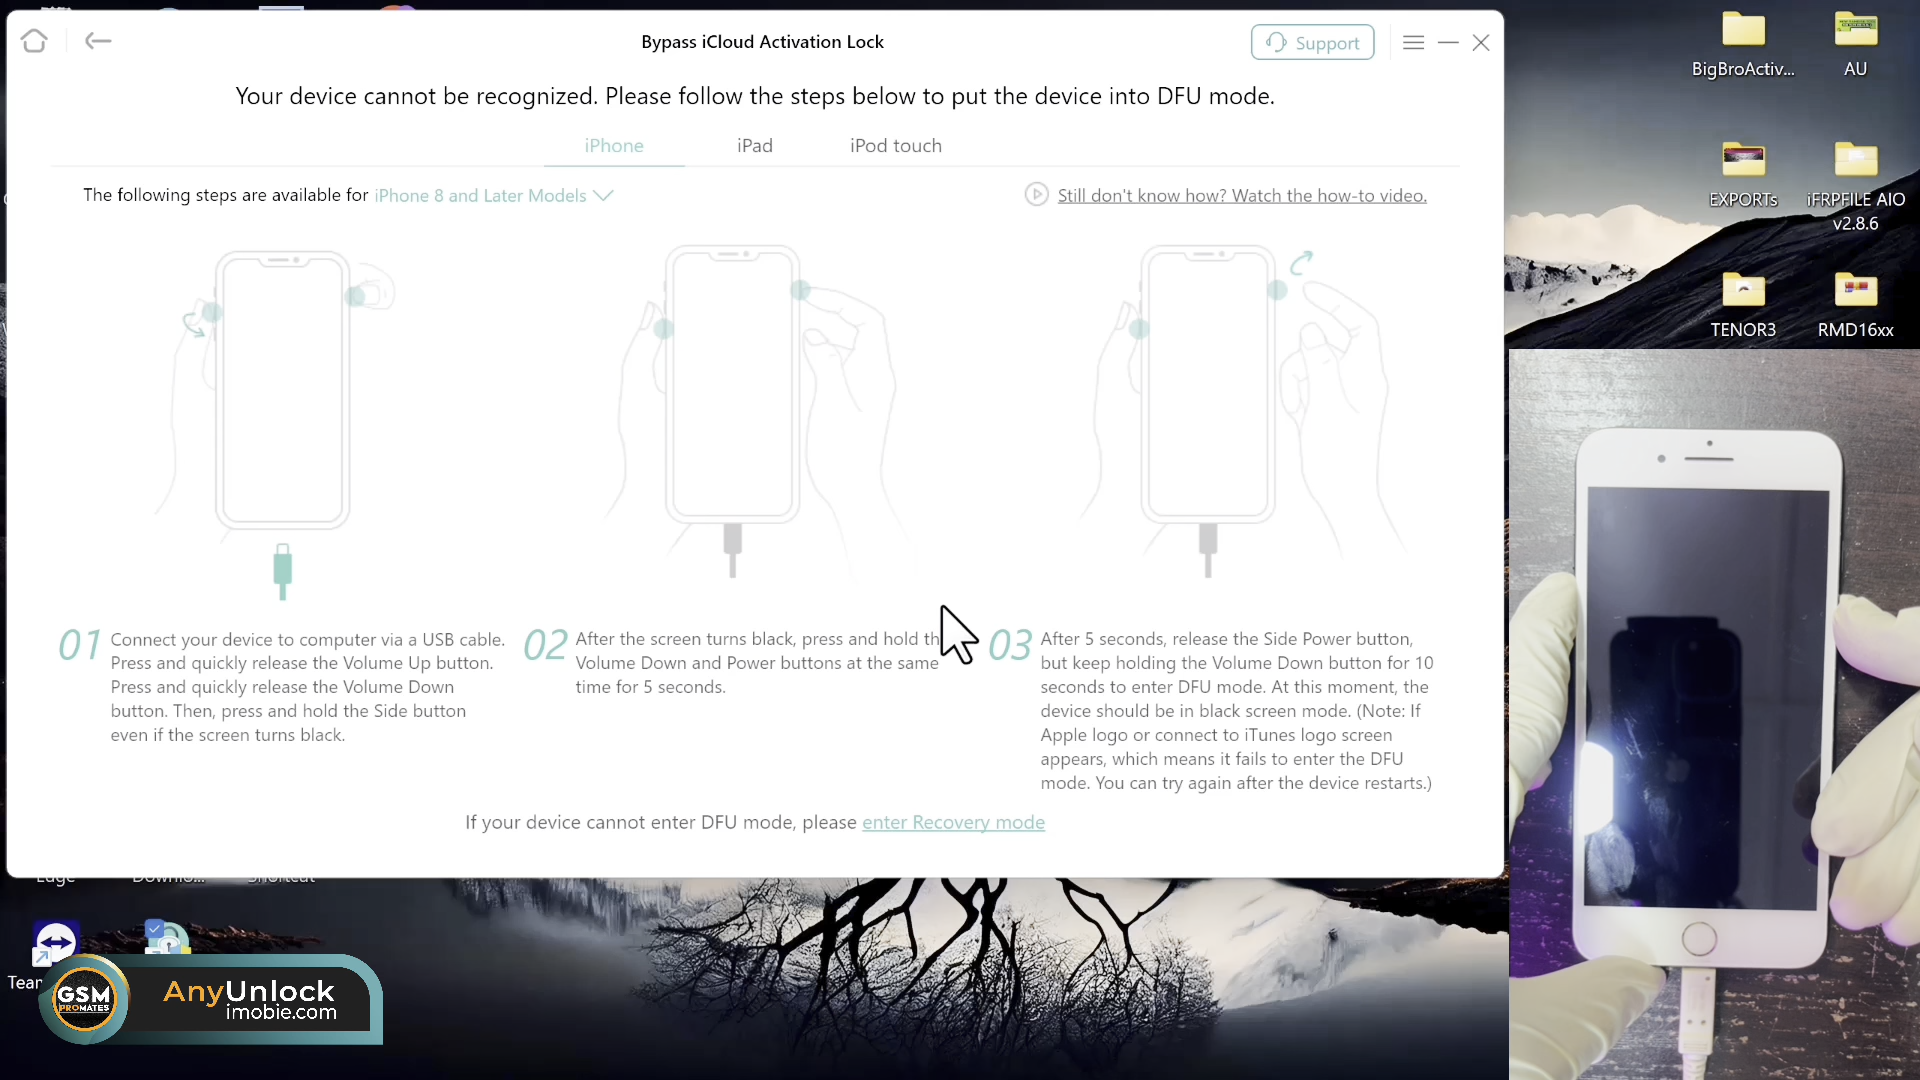 Bypass iCloud Activation Lock
Support
Your device cannot be recognized. Please follow the steps below to put the device into DFU mode.
iPhone
iPad
iPod touch
The following steps are available for iPhone 8 and Later Models
Still don't know how? Watch the how-to video.
01
Connect your device to computer via a USB cable.
Press and quickly release the Volume Up button.
Press and quickly release the Volume Down
button. Then, press and hold the Side button
even if the screen turns black.
02
After the screen turns black, press and hold th
Volume Down and Power buttons at the same
time for 5 seconds.
03
After 5 seconds, release the Side Power button,
but keep holding the Volume Down button for 10
seconds to enter DFU mode. At this moment, the
device should be in black screen mode. (Note: If
Apple logo or connect to iTunes logo screen
appears, which means it fails to enter the DFU
mode. You can try again after the device restarts.)
If your device cannot enter DFU mode, please enter Recovery mode
BigBroActiv...
AU
EXPORTs
iFRPFILE AIO
v2.8.6
TENOR3
RMD16xx
Edge
Downlo...
Shortcut
Tean
GSM
PROMATES
AnyUnlock
imobie.com